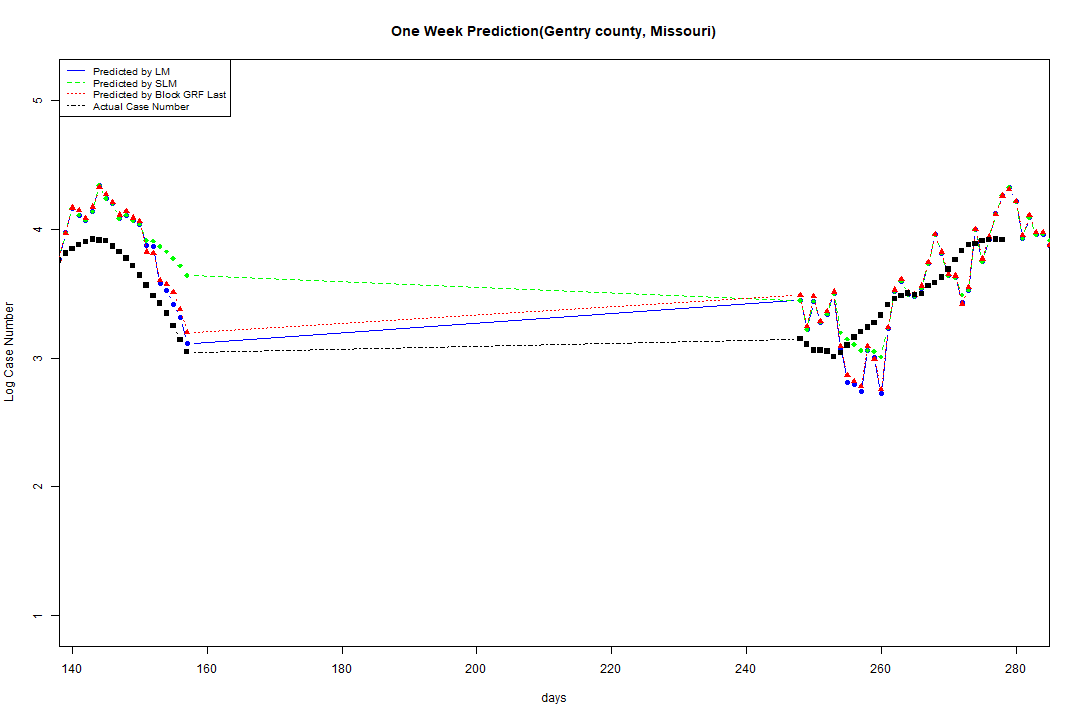 One Week Prediction(Gentry county, Missouri)
Predicted by LM
Predicted by SLM
Predicted by Block GRF Last
Actual Case Number
5
4
3
2
1
Log Case Number
140 160 180 200 220 240 260 280
days